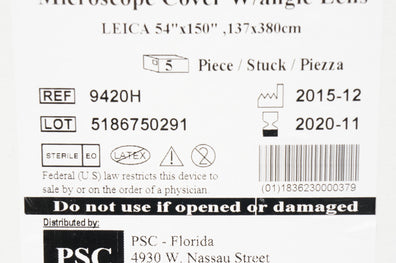 Microscope Cover W/angle Lens
LEICA 54"x150" ,137x380cm
5 Piece / Stuck / Piezza
REF 9420H 2015-12
LOT 5186750291 2020-11
STERILE EO LATEX 2
Federal (U.S) law restricts this device to
sale by or on the order of a physician.
(01)1836230000379
Do not use if opened or damaged
Distributed by:
PSC
PSC - Florida
4930 W. Nassau Street